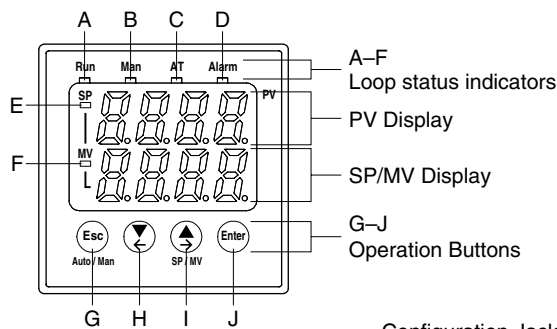 A B C D
Run Man AT Alarm
A–F
Loop status indicators
E SP PV
PV Display
F MV
SP/MV Display
Esc Enter
G–J
Operation Buttons
Auto / Man SP / MV
G H I J